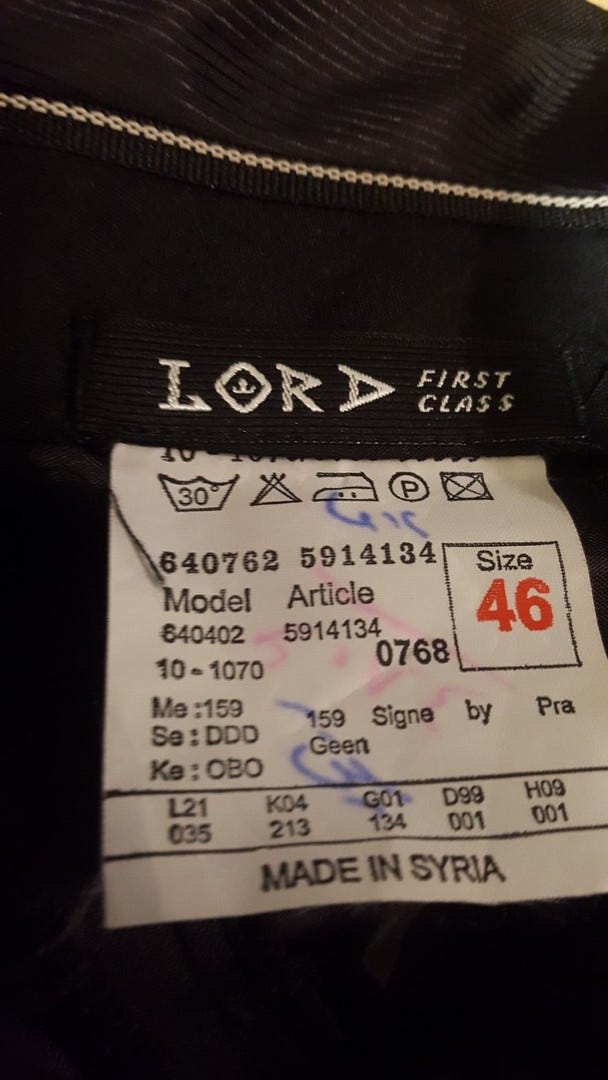 LORD FIRST CLASS
30° P
640762 5914134
Size
46
Model Article
640402 5914134
0768
10-1070
Me:159 159 Signe by Pra
Se:DDD Geen
Ke:OBO
L21 K04 G01 D99 H09
035 213 134 001 001
MADE IN SYRIA